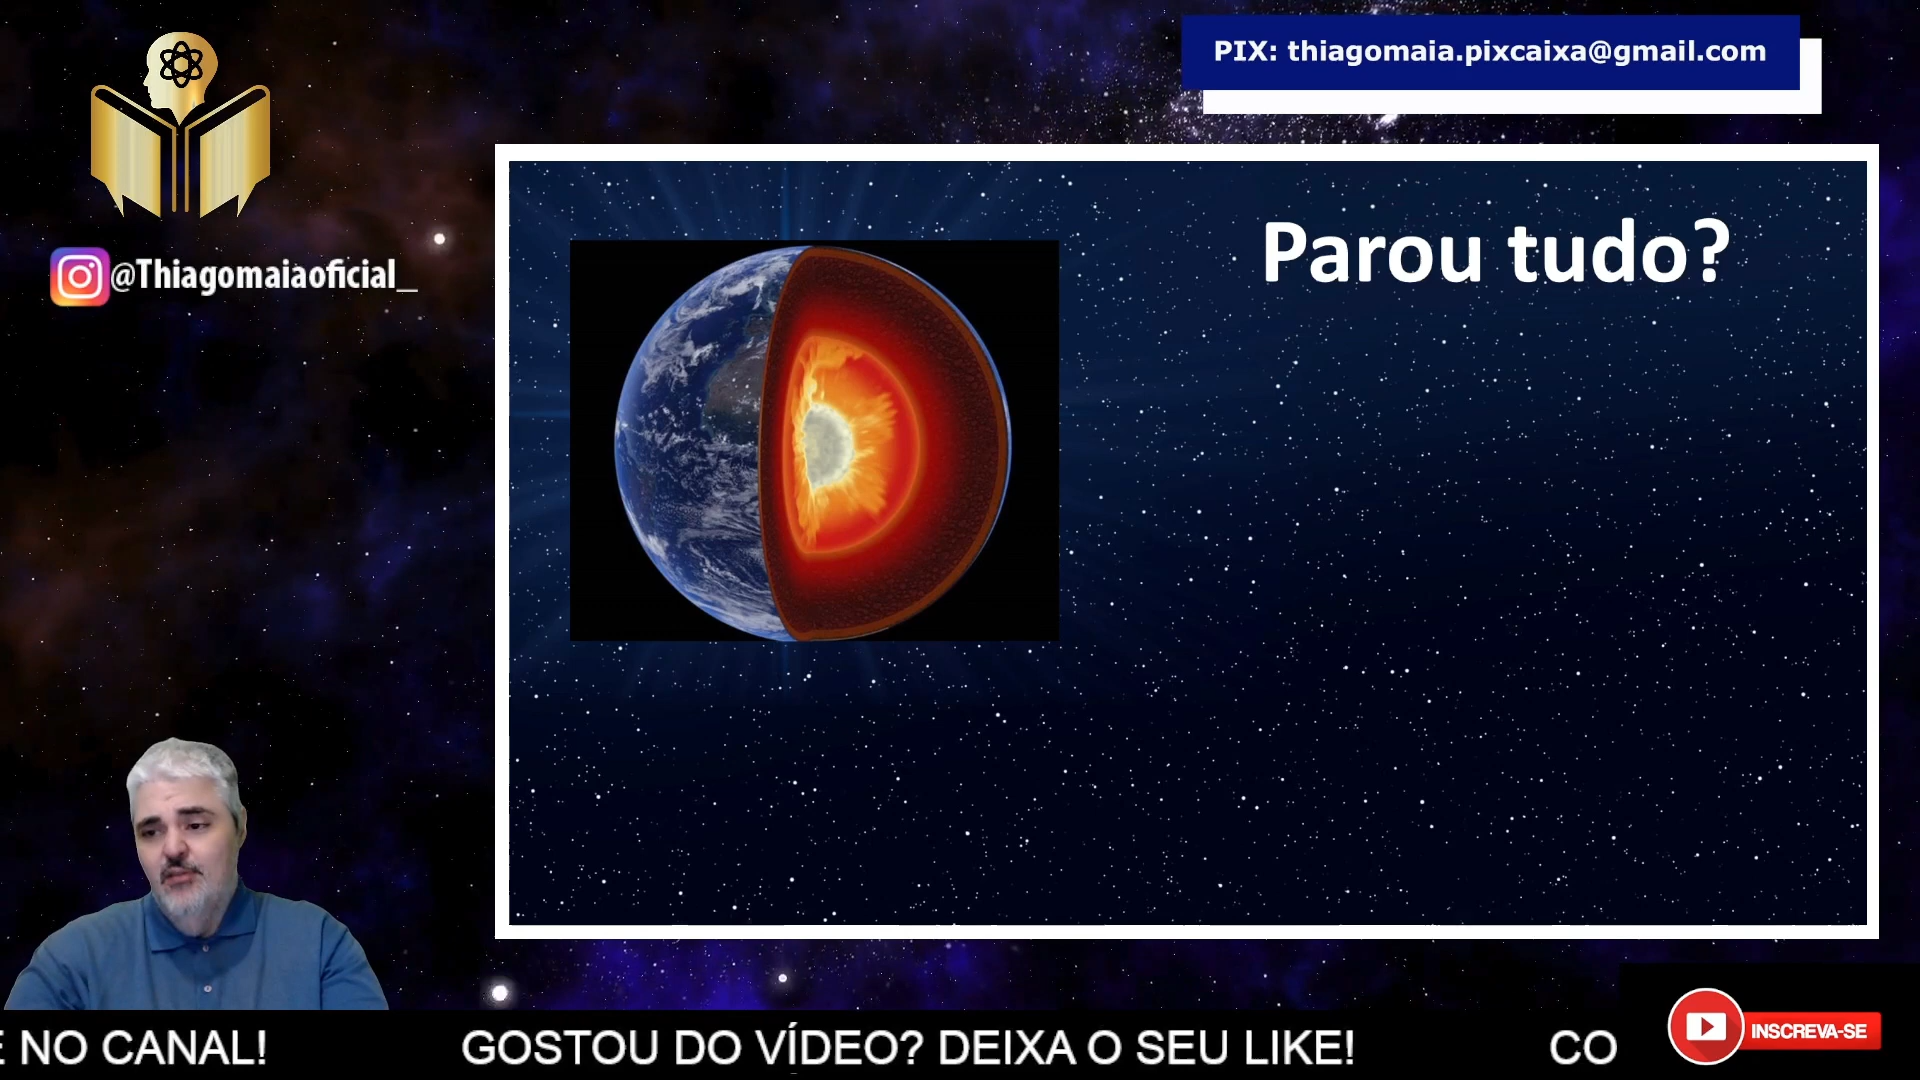 PIX: thiagomaia.pixcaixa@gmail.com
@Thiagomaiaoficial_
Parou tudo?
E NO CANAL!
GOSTOU DO VÍDEO? DEIXA O SEU LIKE!
CO
INSCREVA-SE